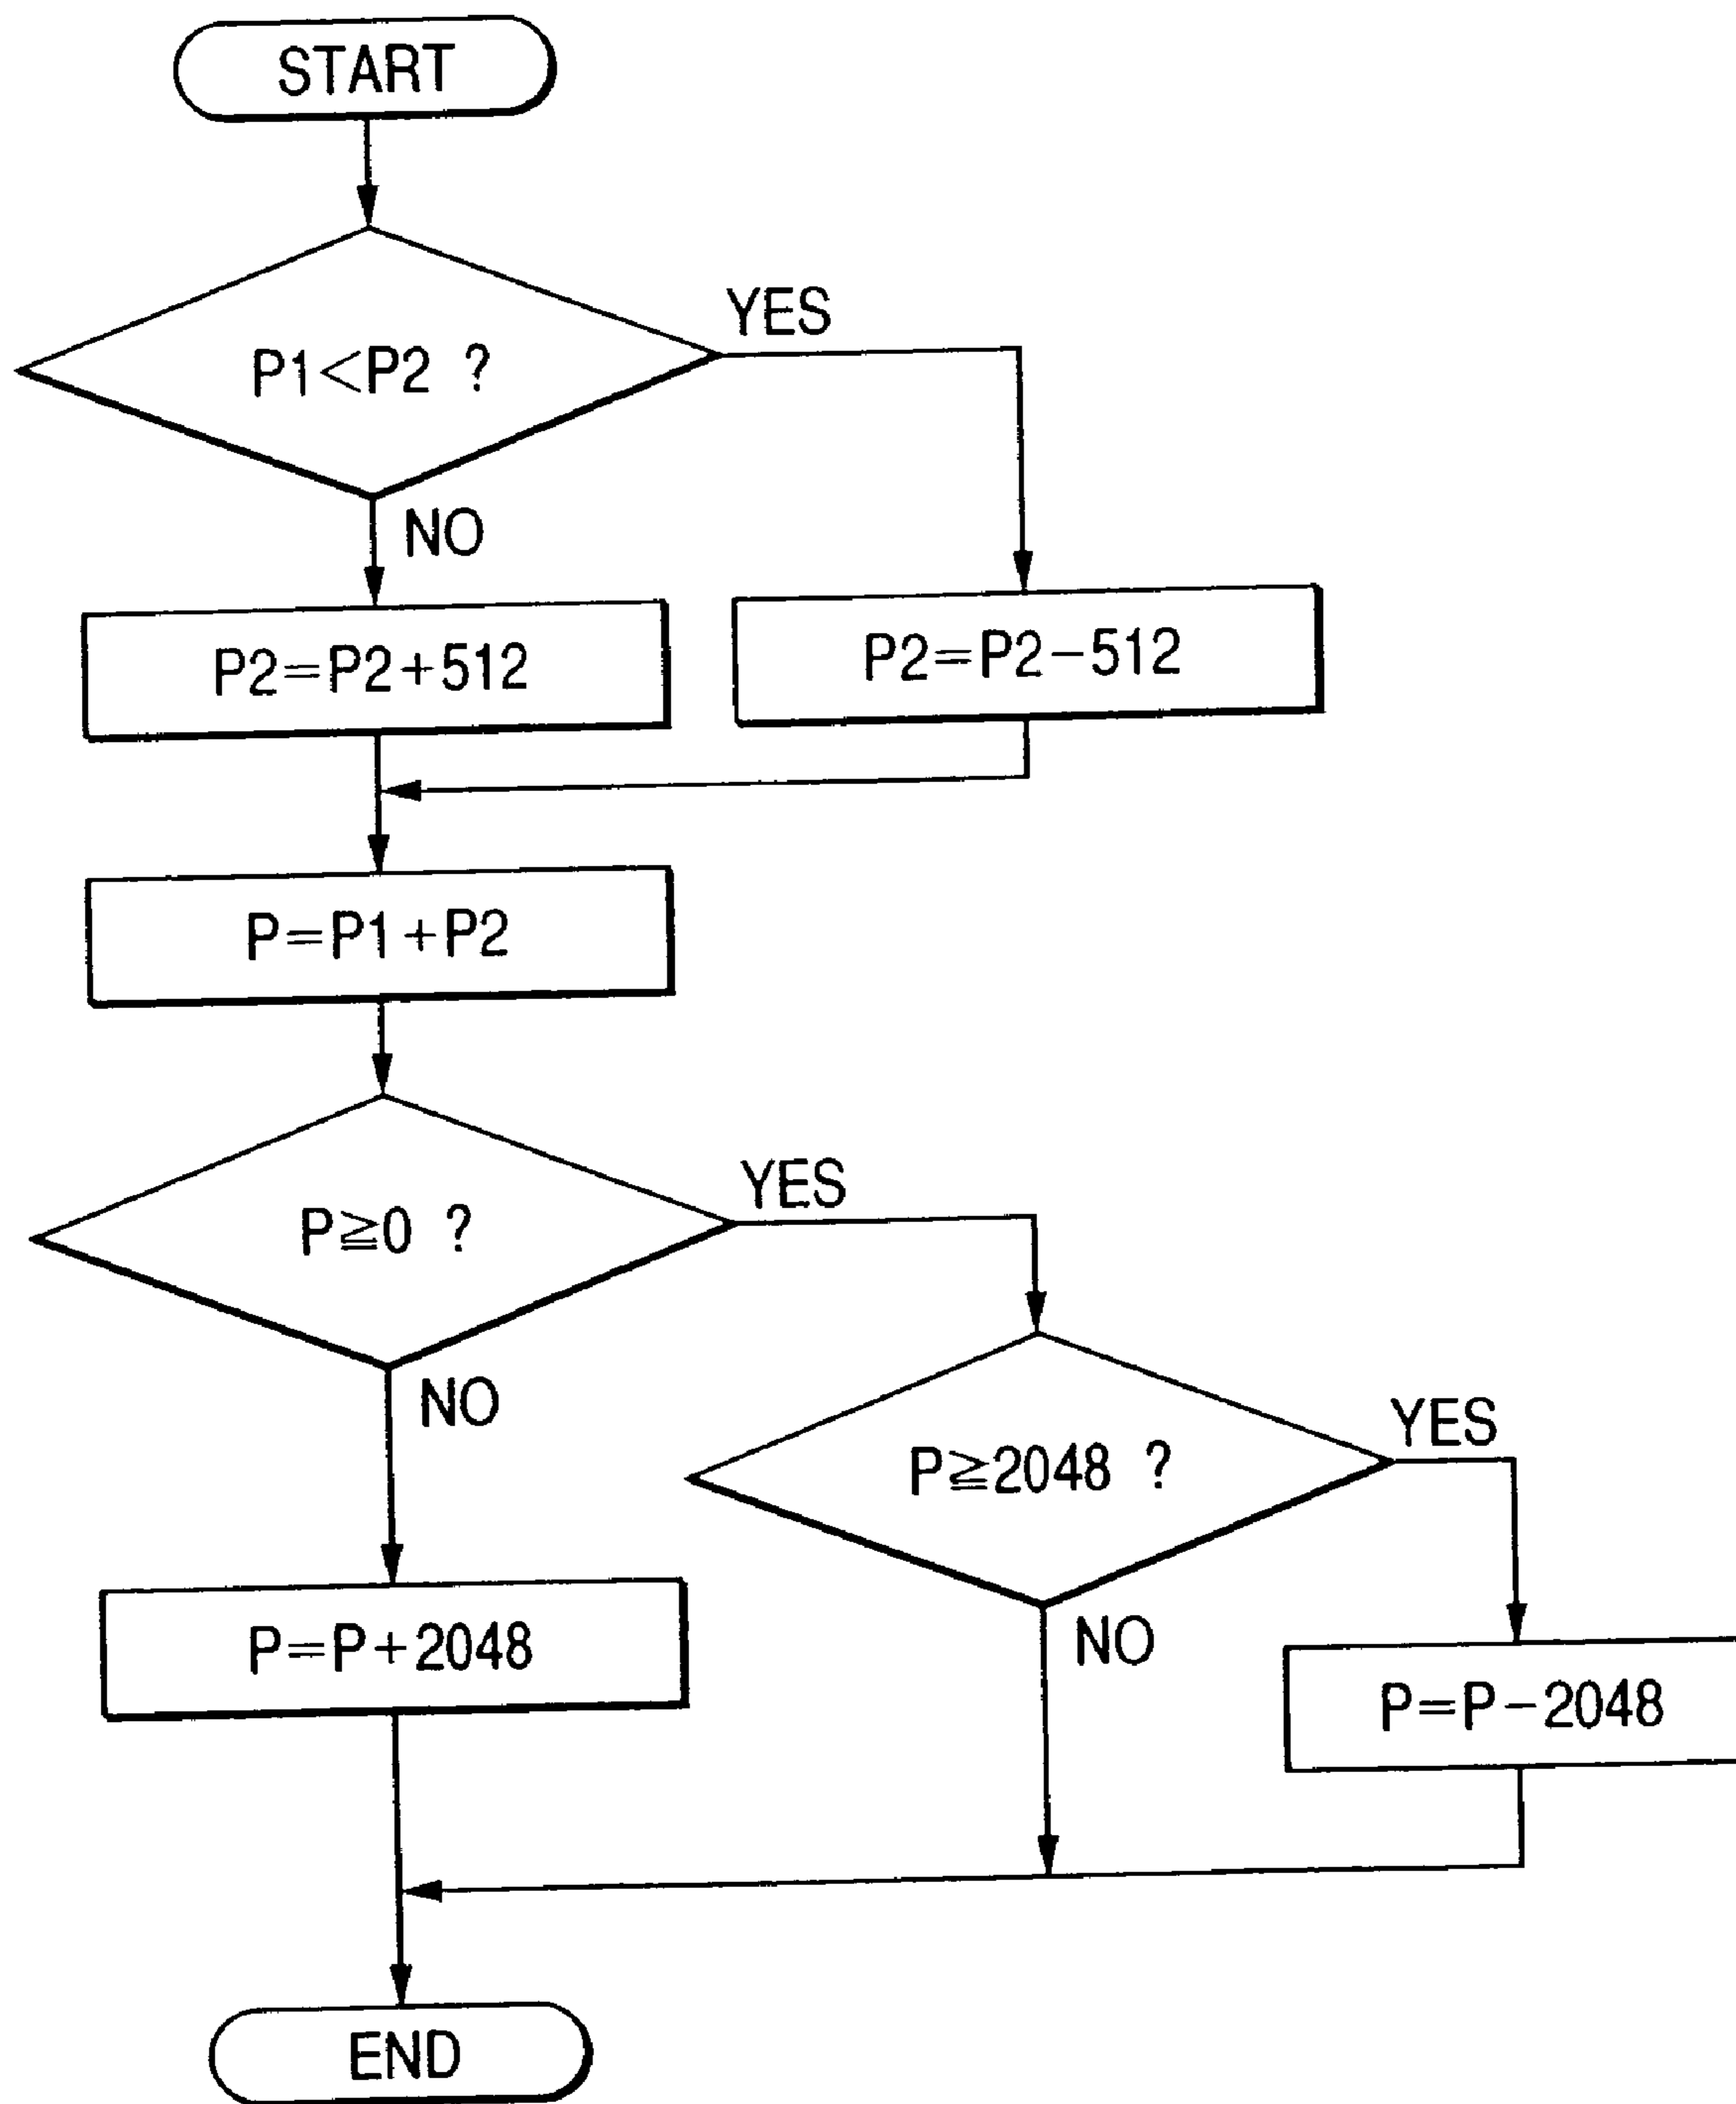 START
P1<P2 ?
YES
NO
P2=P2+512
P2=P2-512
P=P1+P2
P≧0 ?
YES
NO
P≧2048 ?
YES
NO
P=P+2048
P=P-2048
END